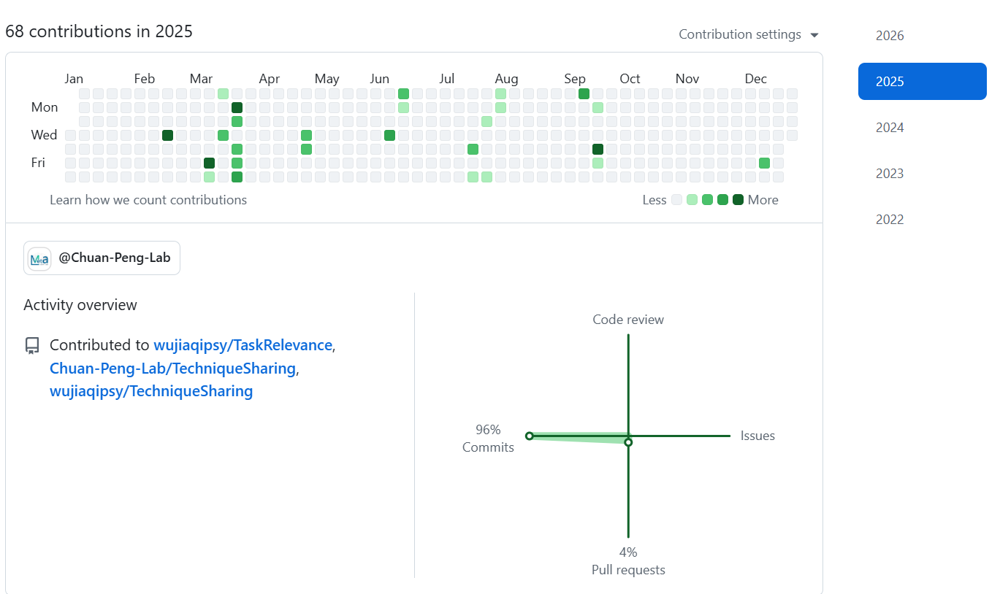 68 contributions in 2025
Contribution settings
2026
2025
2024
2023
2022
Jan Feb Mar Apr May Jun Jul Aug Sep Oct Nov Dec
Mon
Wed
Fri
Learn how we count contributions
Less More
Meta
@Chuan-Peng-Lab
Activity overview
Contributed to wujiaqipsy/TaskRelevance,
Chuan-Peng-Lab/TechniqueSharing,
wujiaqipsy/TechniqueSharing
Code review
96%
Commits
Issues
4%
Pull requests